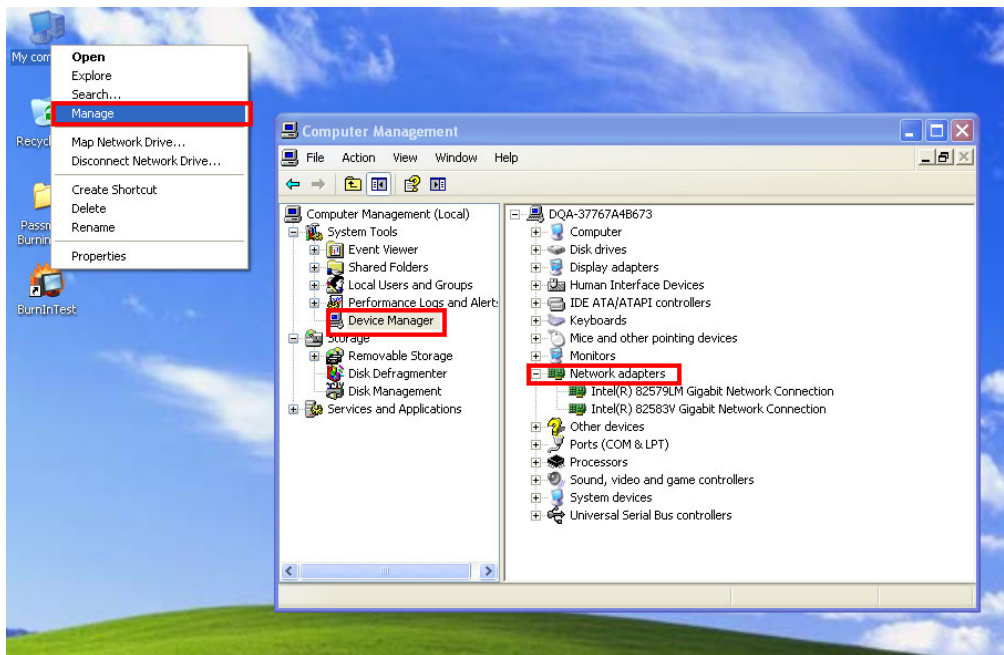 My com
Open
Explore
Search...
Manage
Map Network Drive...
Disconnect Network Drive...
Create Shortcut
Delete
Rename
Properties
Recycl
Passm
Burnin
BurnInTest
Computer Management
File Action View Window Help
Computer Management (Local)
System Tools
Event Viewer
Shared Folders
Local Users and Groups
Performance Logs and Alert
Device Manager
Storage
Removable Storage
Disk Defragmenter
Disk Management
Services and Applications
DQA-37767A4B673
Computer
Disk drives
Display adapters
Human Interface Devices
IDE ATA/ATAPI controllers
Keyboards
Mice and other pointing devices
Monitors
Network adapters
Intel(R) 82579LM Gigabit Network Connection
Intel(R) 82583V Gigabit Network Connection
Other devices
Ports (COM & LPT)
Processors
Sound, video and game controllers
System devices
Universal Serial Bus controllers